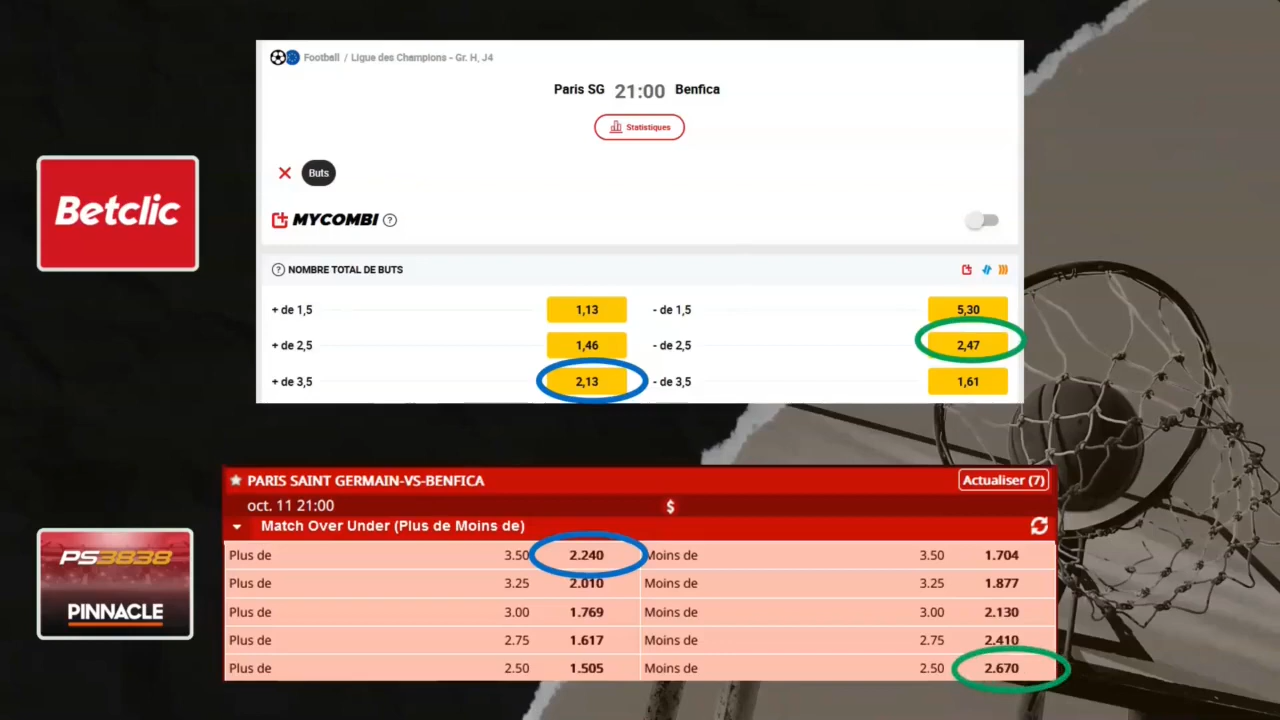 Football / Ligue des Champions - Gr. H, J4
Paris SG 21:00 Benfica
Statistiques
Buts
Betclic
MYCOMBI ?
? NOMBRE TOTAL DE BUTS
+ de 1,5 1,13 - de 1,5 5,30
+ de 2,5 1,46 - de 2,5 2,47
+ de 3,5 2,13 - de 3,5 1,61
PARIS SAINT GERMAIN-VS-BENFICA Actualiser (7)
oct. 11 21:00 $
Match Over Under (Plus de Moins de)
Plus de 3.50 2.240 Moins de 3.50 1.704
Plus de 3.25 2.010 Moins de 3.25 1.877
Plus de 3.00 1.769 Moins de 3.00 2.130
Plus de 2.75 1.617 Moins de 2.75 2.410
Plus de 2.50 1.505 Moins de 2.50 2.670
PS3838
PINNACLE